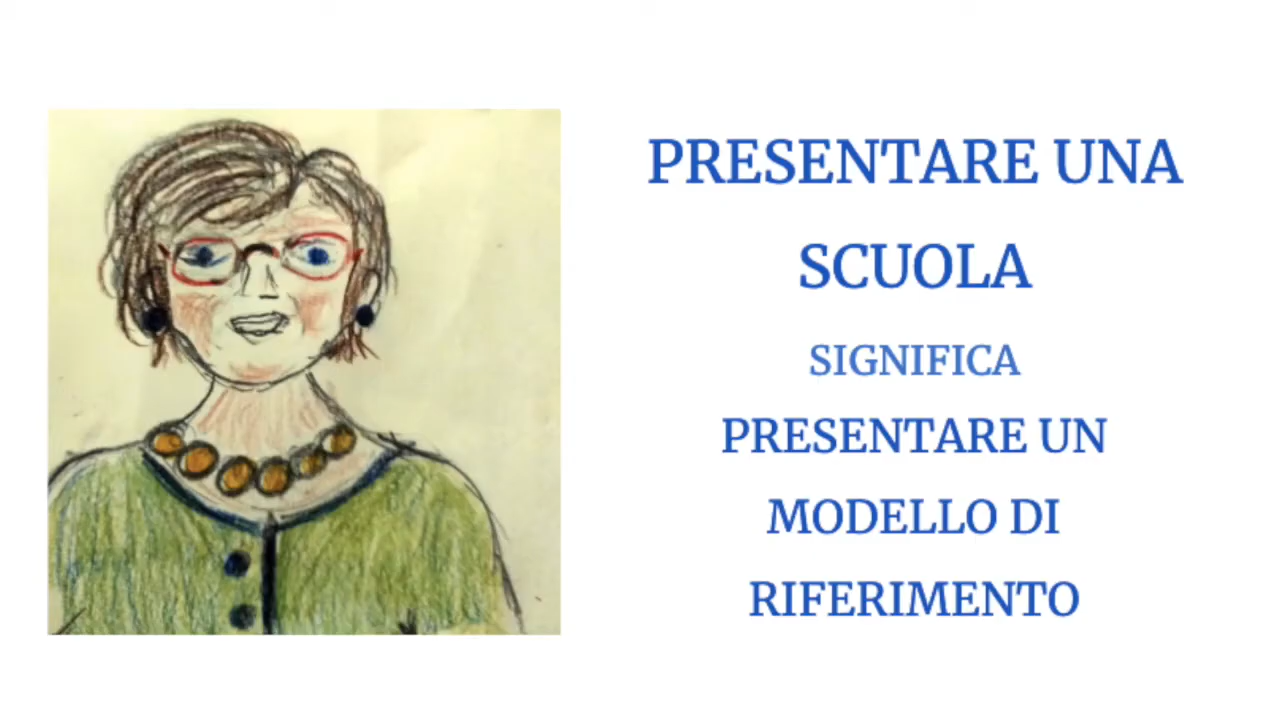 PRESENTARE UNA
SCUOLA
SIGNIFICA
PRESENTARE UN
MODELLO DI
RIFERIMENTO